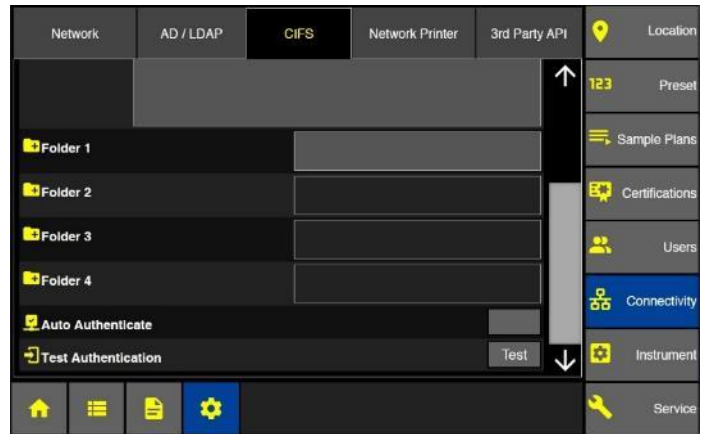 Network
AD / LDAP
CIFS
Network Printer
3rd Party API
Location
123
Preset
Sample Plans
Folder 1
Folder 2
Certifications
Folder 3
Users
Folder 4
Connectivity
Auto Authenticate
Test Authentication
Test
Instrument
Service